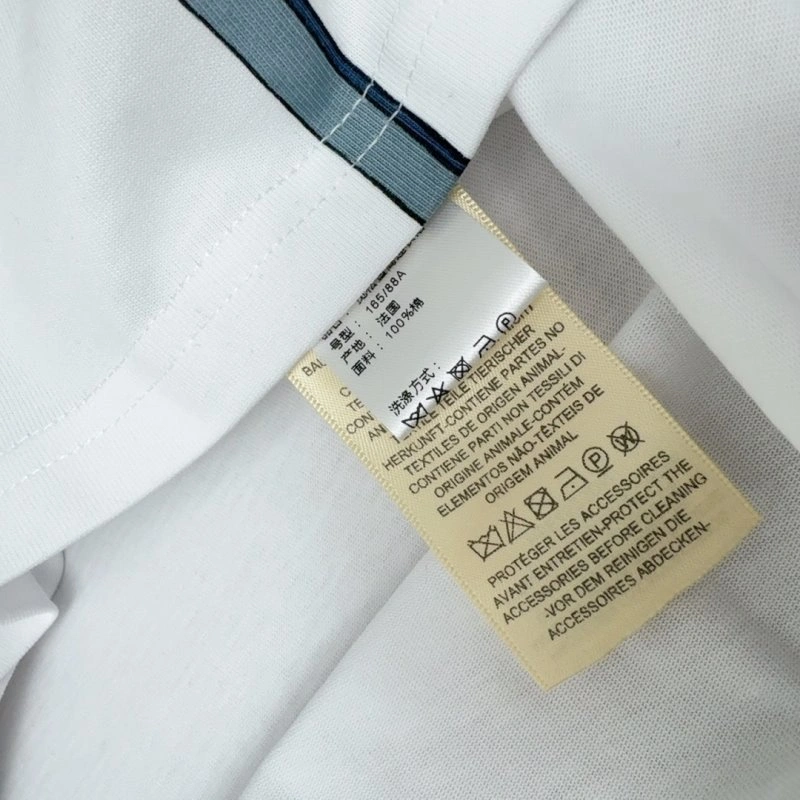 号型：165/88A
产地：法国
面料：100%棉
洗涤方式：
BAL
TEILE TIERISCHER
HERKUNFT-CONTIENE PARTES NO
TEXTILES DE ORIGEN ANIMAL
CONTIENE PARTI NON TESSILI DI
ORIGINE ANIMALE-CONTÉM
ELEMENTOS NÃO-TÊXTEIS DE
ORIGEM ANIMAL
PROTÉGER LES ACCESSOIRES
AVANT ENTRETIEN-PROTECT THE
ACCESSORIES BEFORE CLEANING
-VOR DEM REINIGEN DIE
ACCESSOIRES ABDECKEN-